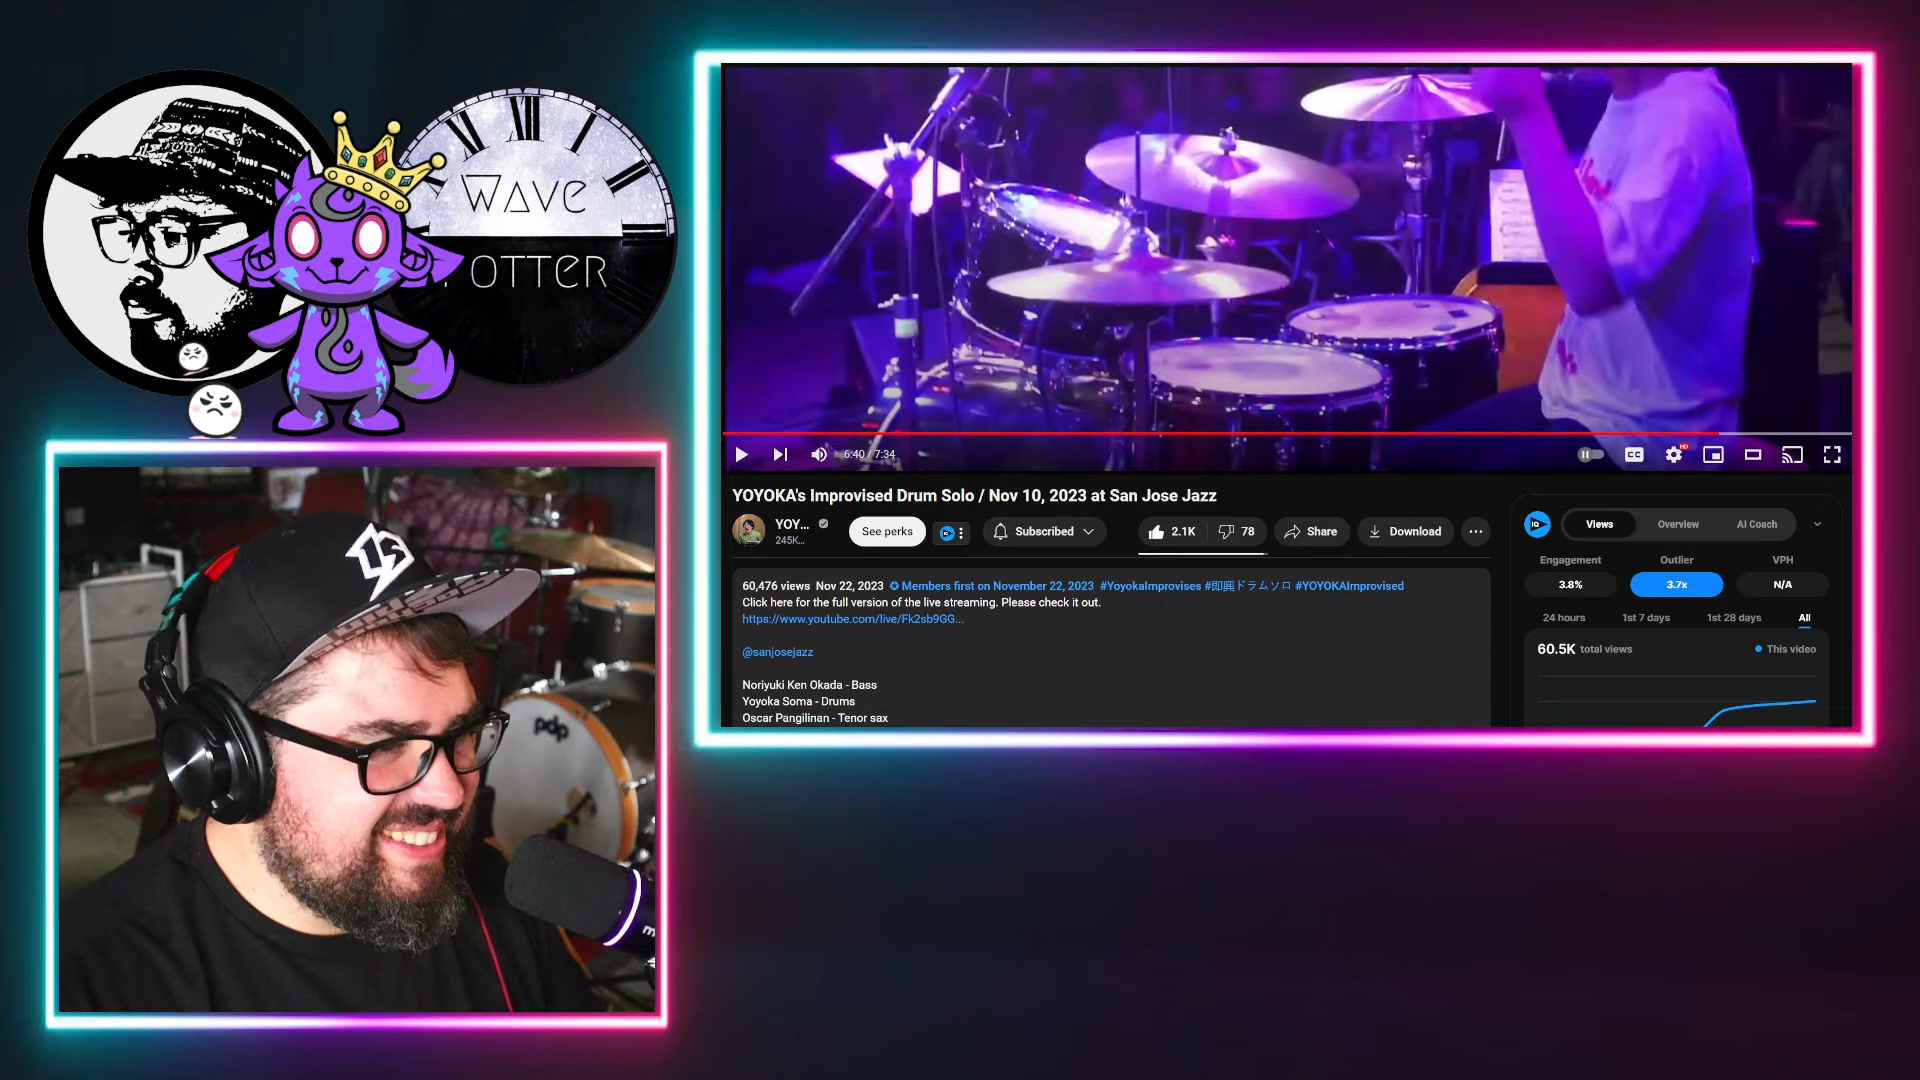 WAVE
POTTER
pdp
6:40 / 7:34
CC
HD
YOYOKA's Improvised Drum Solo / Nov 10, 2023 at San Jose Jazz
YOY...
245K...
See perks
IQ
Subscribed
2.1K
78
Share
Download
60,476 views Nov 22, 2023 Members first on November 22, 2023 #YoyokaImprovises #即興ドラムソロ #YOYOKAImprovised
Click here for the full version of the live streaming. Please check it out.
https://www.youtube.com/live/Fk2sb9GG...
@sanjosejazz
Noriyuki Ken Okada - Bass
Yoyoka Soma - Drums
Oscar Pangilinan - Tenor sax
IQ
Views Overview AI Coach
Engagement Outlier VPH
3.8% 3.7x N/A
24 hours 1st 7 days 1st 28 days All
60.5K total views This video